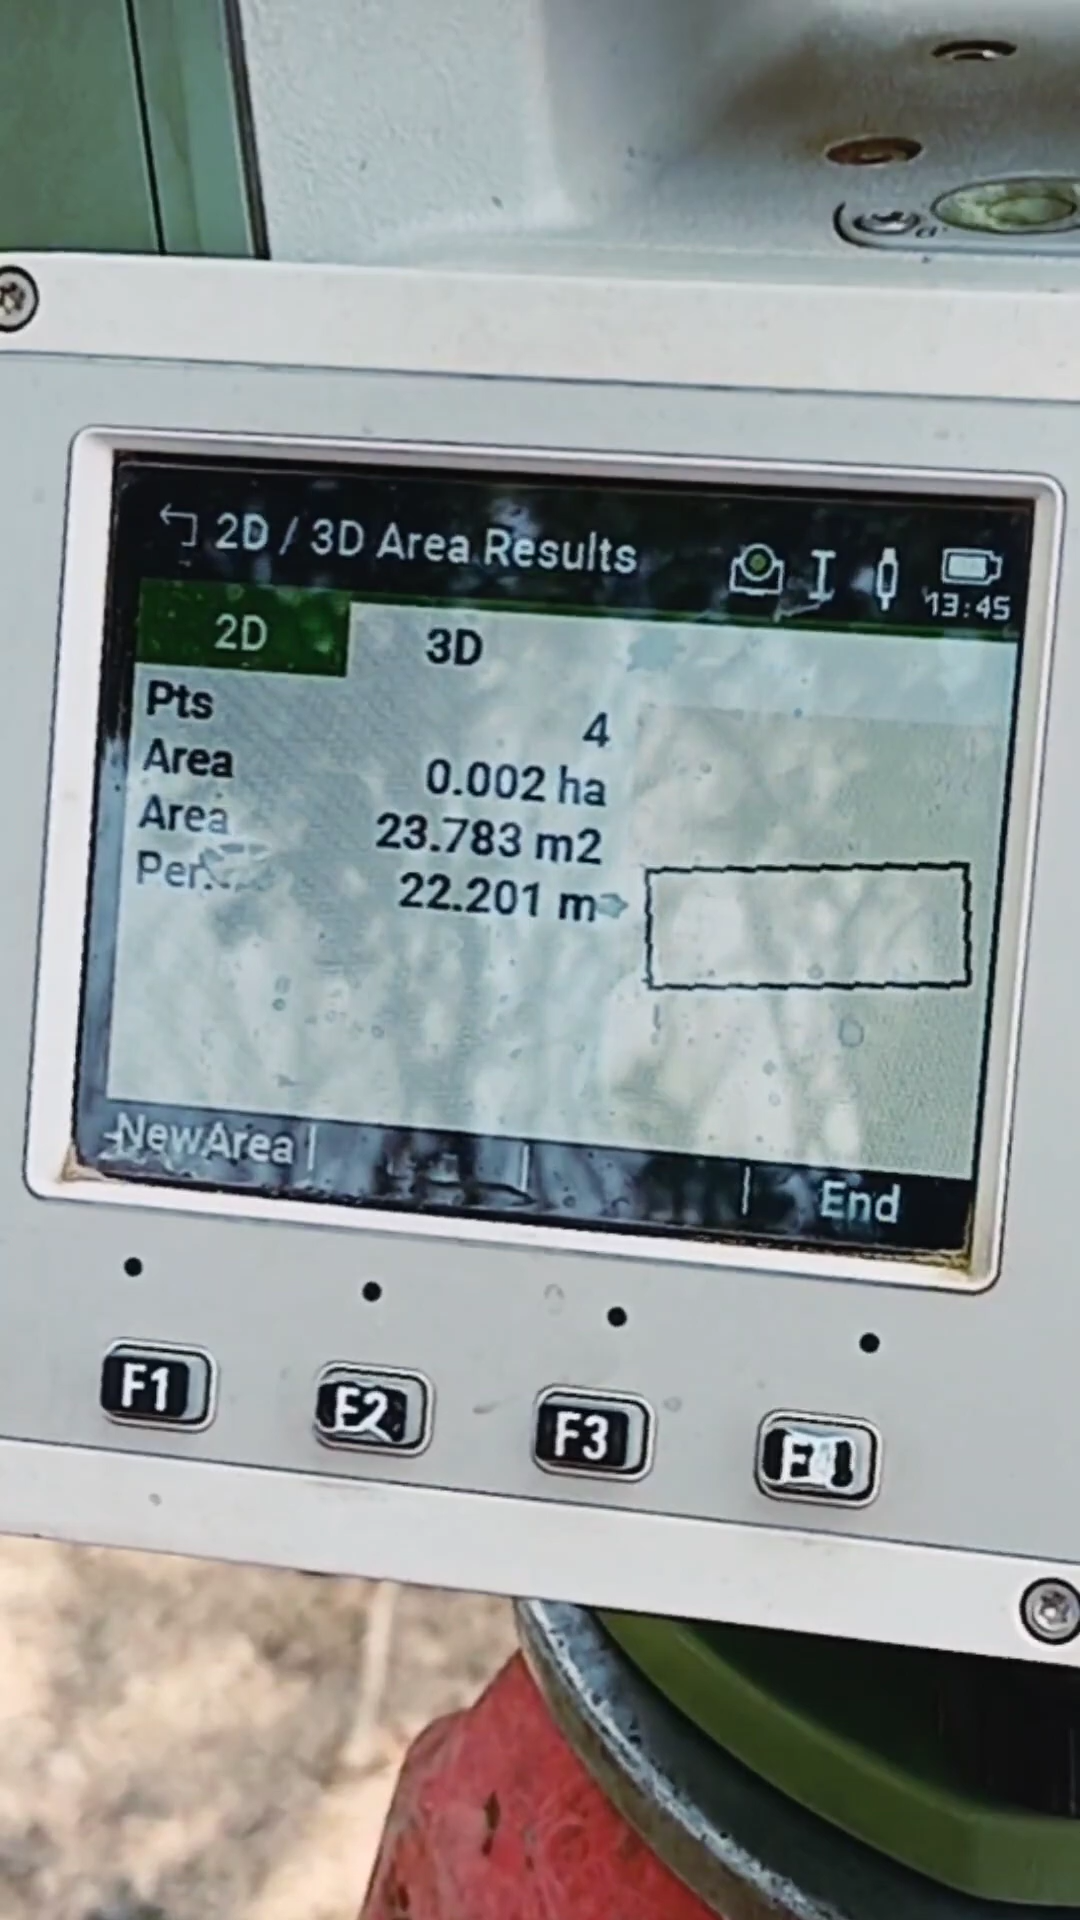 2D / 3D Area Results
13:45
2D 3D
Pts 4
Area 0.002 ha
Area 23.783 m2
Per. 22.201 m
NewArea End
F1 F2 F3 F4